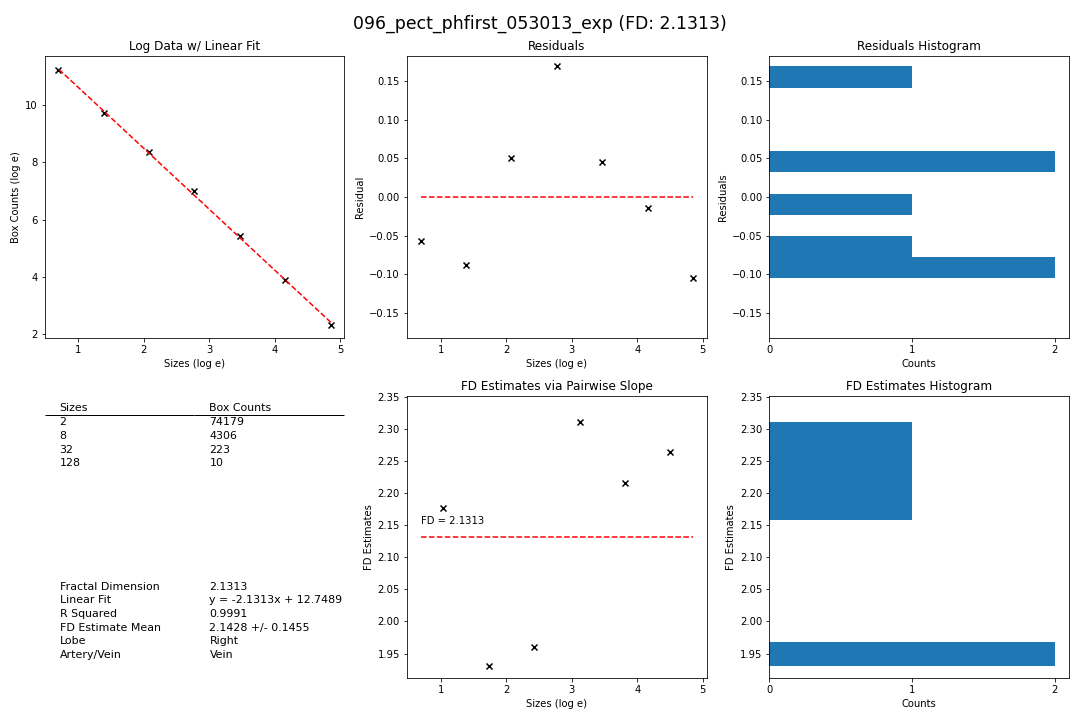 096_pect_phfirst_053013_exp (FD: 2.1313)
Log Data w/ Linear Fit
Box Counts (log e)
10
8
6
4
2
1 2 3 4 5
Sizes (log e)
Residuals
Residual
0.15
0.10
0.05
0.00
−0.05
−0.10
−0.15
1 2 3 4 5
Sizes (log e)
Residuals Histogram
Residuals
0.15
0.10
0.05
0.00
−0.05
−0.10
−0.15
0 1 2
Counts
Sizes Box Counts
2 74179
8 4306
32 223
128 10
Fractal Dimension 2.1313
Linear Fit y = -2.1313x + 12.7489
R Squared 0.9991
FD Estimate Mean 2.1428 +/- 0.1455
Lobe Right
Artery/Vein Vein
FD Estimates via Pairwise Slope
FD Estimates
2.35
2.30
2.25
2.20
2.15
2.10
2.05
2.00
1.95
FD = 2.1313
1 2 3 4 5
Sizes (log e)
FD Estimates Histogram
FD Estimates
2.35
2.30
2.25
2.20
2.15
2.10
2.05
2.00
1.95
0 1 2
Counts